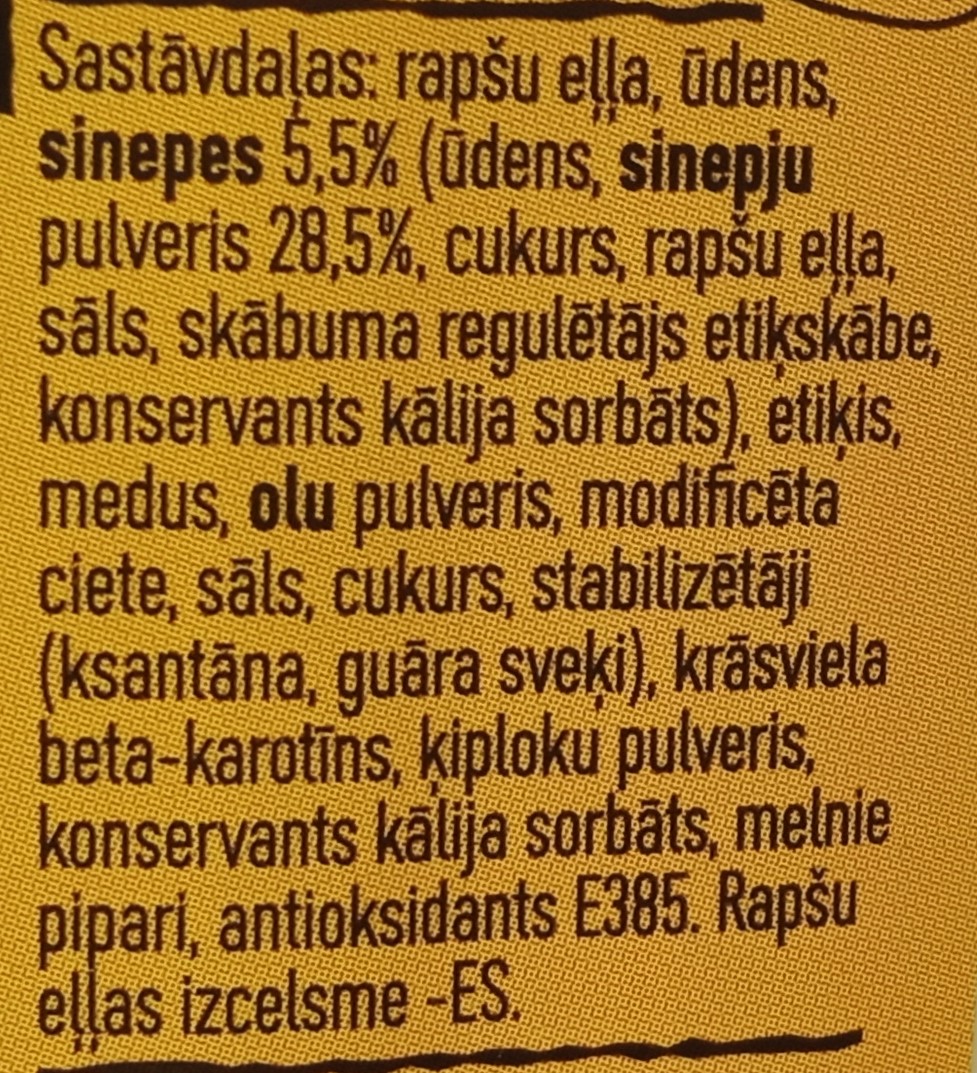 Sastāvdaļas: rapšu eļļa, ūdens,
sinepes 5,5% (ūdens, sinepju
pulveris 28,5%, cukurs, rapšu eļļa,
sāls, skābuma regulētājs etiķskābe,
konservants kālija sorbāts), etiķis,
medus, olu pulveris, modificēta
ciete, sāls, cukurs, stabilizētāji
(ksantāna, guāra sveķi), krāsviela
beta-karotīns, ķiploku pulveris,
konservants kālija sorbāts, melnie
pipari, antioksidants E385. Rapšu
eļļas izcelsme -ES.